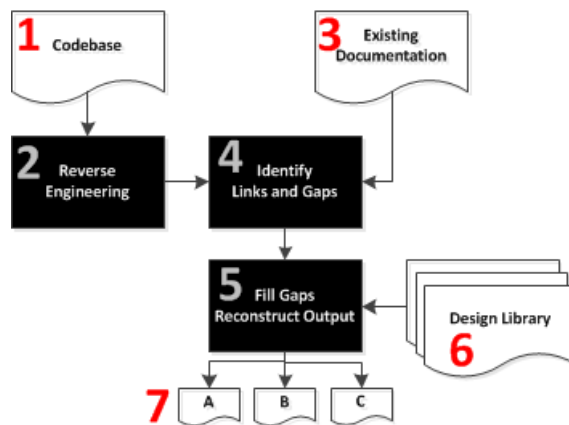 1
Codebase
3
Existing
Documentation
2
Reverse
Engineering
4
Identify
Links and Gaps
5
Fill Gaps
Reconstruct Output
Design Library
6
7
A
B
C